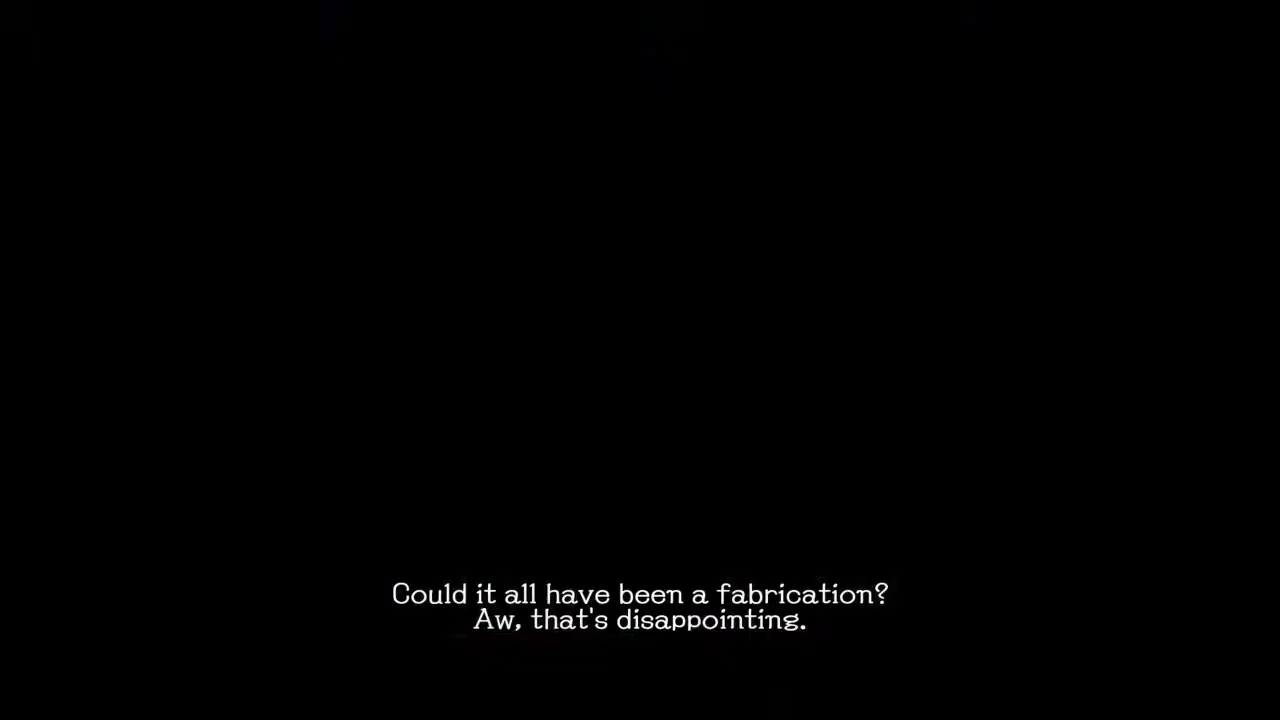 Could it all have been a fabrication?
Aw, that's disappointing.